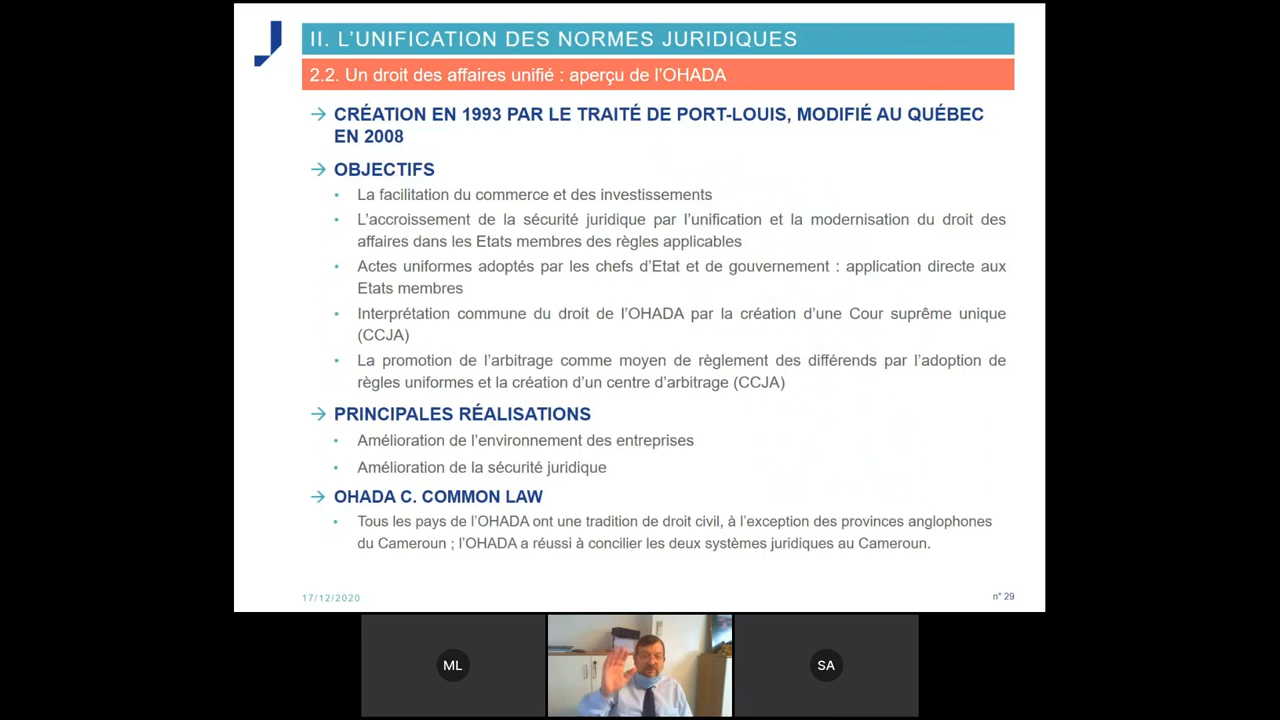 II. L'UNIFICATION DES NORMES JURIDIQUES
2.2. Un droit des affaires unifié : aperçu de l'OHADA
→ CRÉATION EN 1993 PAR LE TRAITÉ DE PORT-LOUIS, MODIFIÉ AU QUÉBEC
EN 2008
→ OBJECTIFS
• La facilitation du commerce et des investissements
• L'accroissement de la sécurité juridique par l'unification et la modernisation du droit des
affaires dans les Etats membres des règles applicables
• Actes uniformes adoptés par les chefs d'Etat et de gouvernement : application directe aux
Etats membres
• Interprétation commune du droit de l'OHADA par la création d'une Cour suprême unique
(CCJA)
• La promotion de l'arbitrage comme moyen de règlement des différends par l'adoption de
règles uniformes et la création d'un centre d'arbitrage (CCJA)
→ PRINCIPALES RÉALISATIONS
• Amélioration de l'environnement des entreprises
• Amélioration de la sécurité juridique
→ OHADA C. COMMON LAW
• Tous les pays de l'OHADA ont une tradition de droit civil, à l'exception des provinces anglophones
du Cameroun ; l'OHADA a réussi à concilier les deux systèmes juridiques au Cameroun.
17/12/2020
n° 29
ML
SA